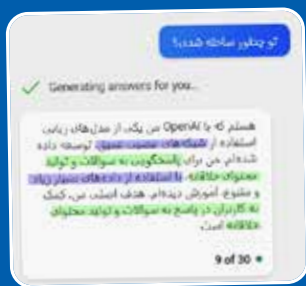 تو چطور ساخته شدی؟
Generating answers for you...
هستم که با OpenAI من یکی از مدل‌های زبانی
استفاده از شبکه‌های عصبی عمیق توسعه داده
شده‌ام. من برای پاسخگویی به سوالات و تولید
محتوای خلاقانه با استفاده از داده‌های بسیار زیاد
و متنوع آموزش دیده‌ام. هدف اصلی من، کمک
به کاربران در پاسخ به سوالات و تولید محتوای
خلاقانه است.
9 of 30